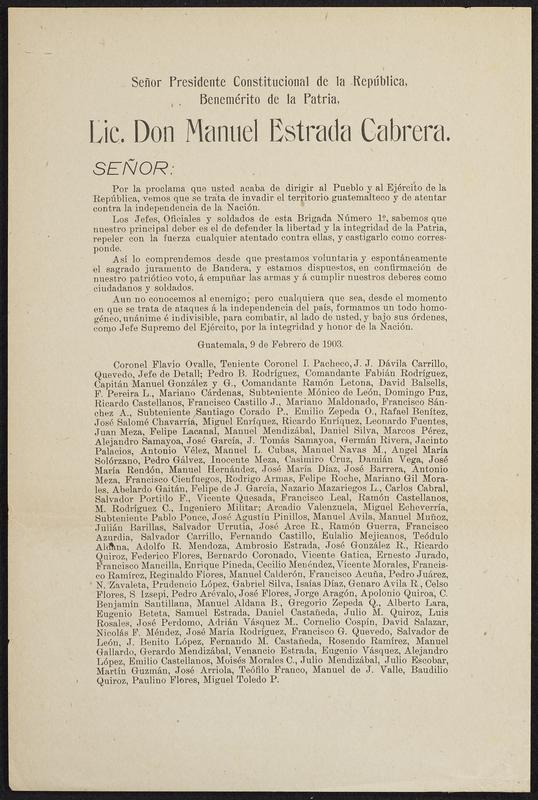 Señor Presidente Constitucional de la República,
Benemérito de la Patria,
Lic. Don Manuel Estrada Cabrera.
SEÑOR:
Por la proclama que usted acaba de dirigir al Pueblo y al Ejército de la
República, vemos que se trata de invadir el territorio guatemalteco y de atentar
contra la independencia de la Nación.
Los Jefes, Oficiales y soldados de esta Brigada Número 1º, sabemos que
nuestro principal deber es el de defender la libertad y la integridad de la Patria,
repeler con la fuerza cualquier atentado contra ellas, y castigarlo como corres-
ponde.
Así lo comprendemos desde que prestamos voluntaria y espontáneamente
el sagrado juramento de Bandera, y estamos dispuestos, en confirmación de
nuestro patriótico voto, á empuñar las armas y á cumplir nuestros deberes como
ciudadanos y soldados.
Aun no conocemos al enemigo; pero cualquiera que sea, desde el momento
en que se trata de ataques á la independencia del país, formamos un todo homo-
géneo, unánime é indivisible, para combatir, al lado de usted, y bajo sus órdenes,
como Jefe Supremo del Ejército, por la integridad y honor de la Nación.
Guatemala, 9 de Febrero de 1903.
Coronel Flavio Ovalle, Teniente Coronel I. Pacheco, J. J. Dávila Carrillo,
Quevedo, Jefe de Detall; Pedro B. Rodríguez, Comandante Fabián Rodríguez,
Capitán Manuel González y G., Comandante Ramón Letona, David Balsells,
F. Pereira L., Mariano Cárdenas, Subteniente Mónico de León, Domingo Puz,
Ricardo Castellanos, Francisco Castillo J., Mariano Maldonado, Francisco Sán-
chez A., Subteniente Santiago Corado P., Emilio Zepeda O., Rafael Benítez,
José Salomé Chavarría, Miguel Enríquez, Ricardo Enríquez, Leonardo Fuentes,
Juan Meza, Felipe Lacanal, Manuel Mendizábal, Daniel Silva, Marcos Pérez,
Alejandro Samayoa, José García, J. Tomás Samayoa, Germán Rivera, Jacinto
Palacios, Antonio Vélez, Manuel L. Cubas, Manuel Navas M., Angel María
Solórzano, Pedro Gálvez, Inocente Meza, Casimiro Cruz, Damián Vega, José
María Rendón, Manuel Hernández, José María Díaz, José Barrera, Antonio
Meza, Francisco Cienfuegos, Rodrigo Armas, Felipe Roche, Mariano Gil Mora-
les, Abelardo Gaitán, Felipe de J. García, Nazario Mazariegos L., Carlos Cabral,
Salvador Portillo F., Vicente Quesada, Francisco Leal, Ramón Castellanos,
M. Rodríguez C., Ingeniero Militar; Arcadio Valenzuela, Miguel Echeverría,
Subteniente Pablo Ponce, José Agustín Pinillos, Manuel Avila, Manuel Muñoz,
Julián Barillas, Salvador Urrutia, José Arce R., Ramón Guerra, Francisco
Azurdia, Salvador Carrillo, Fernando Castillo, Eulalio Mejicanos, Teódulo
Aldana, Adolfo R. Mendoza, Ambrosio Estrada, José González R., Ricardo
Quiroz, Federico Flores, Bernardo Coronado, Vicente Gatica, Ernesto Jurado,
Francisco Mancilla, Enrique Pineda, Cecilio Menéndez, Vicente Morales, Francis-
co Ramírez, Reginaldo Flores, Manuel Calderón, Francisco Acuña, Pedro Juárez,
N. Zavaleta, Prudencio López, Gabriel Silva, Isaías Díaz, Genaro Avila R., Celso
Flores, S. Izsepi, Pedro Arévalo, José Flores, Jorge Aragón, Apolonio Quiroa, C.
Benjamín Santillana, Manuel Aldana B., Gregorio Zepeda Q., Alberto Lara,
Eugenio Beteta, Samuel Estrada, Daniel Castañeda, Julio M. Quiroz, Luis
Rosales, José Perdomo, Adrián Vásquez M., Cornelio Cospín, David Salazar,
Nicolás F. Méndez, José María Rodríguez, Francisco G. Quevedo, Salvador de
León, J. Benito López, Fernando M. Castañeda, Rosendo Ramírez, Manuel
Gallardo, Gerardo Mendizábal, Venancio Estrada, Eugenio Vásquez, Alejandro
López, Emilio Castellanos, Moisés Morales C., Julio Mendizábal, Julio Escobar,
Martín Guzmán, José Arriola, Teófilo Franco, Manuel de J. Valle, Baudilio
Quiroz, Paulino Flores, Miguel Toledo P.